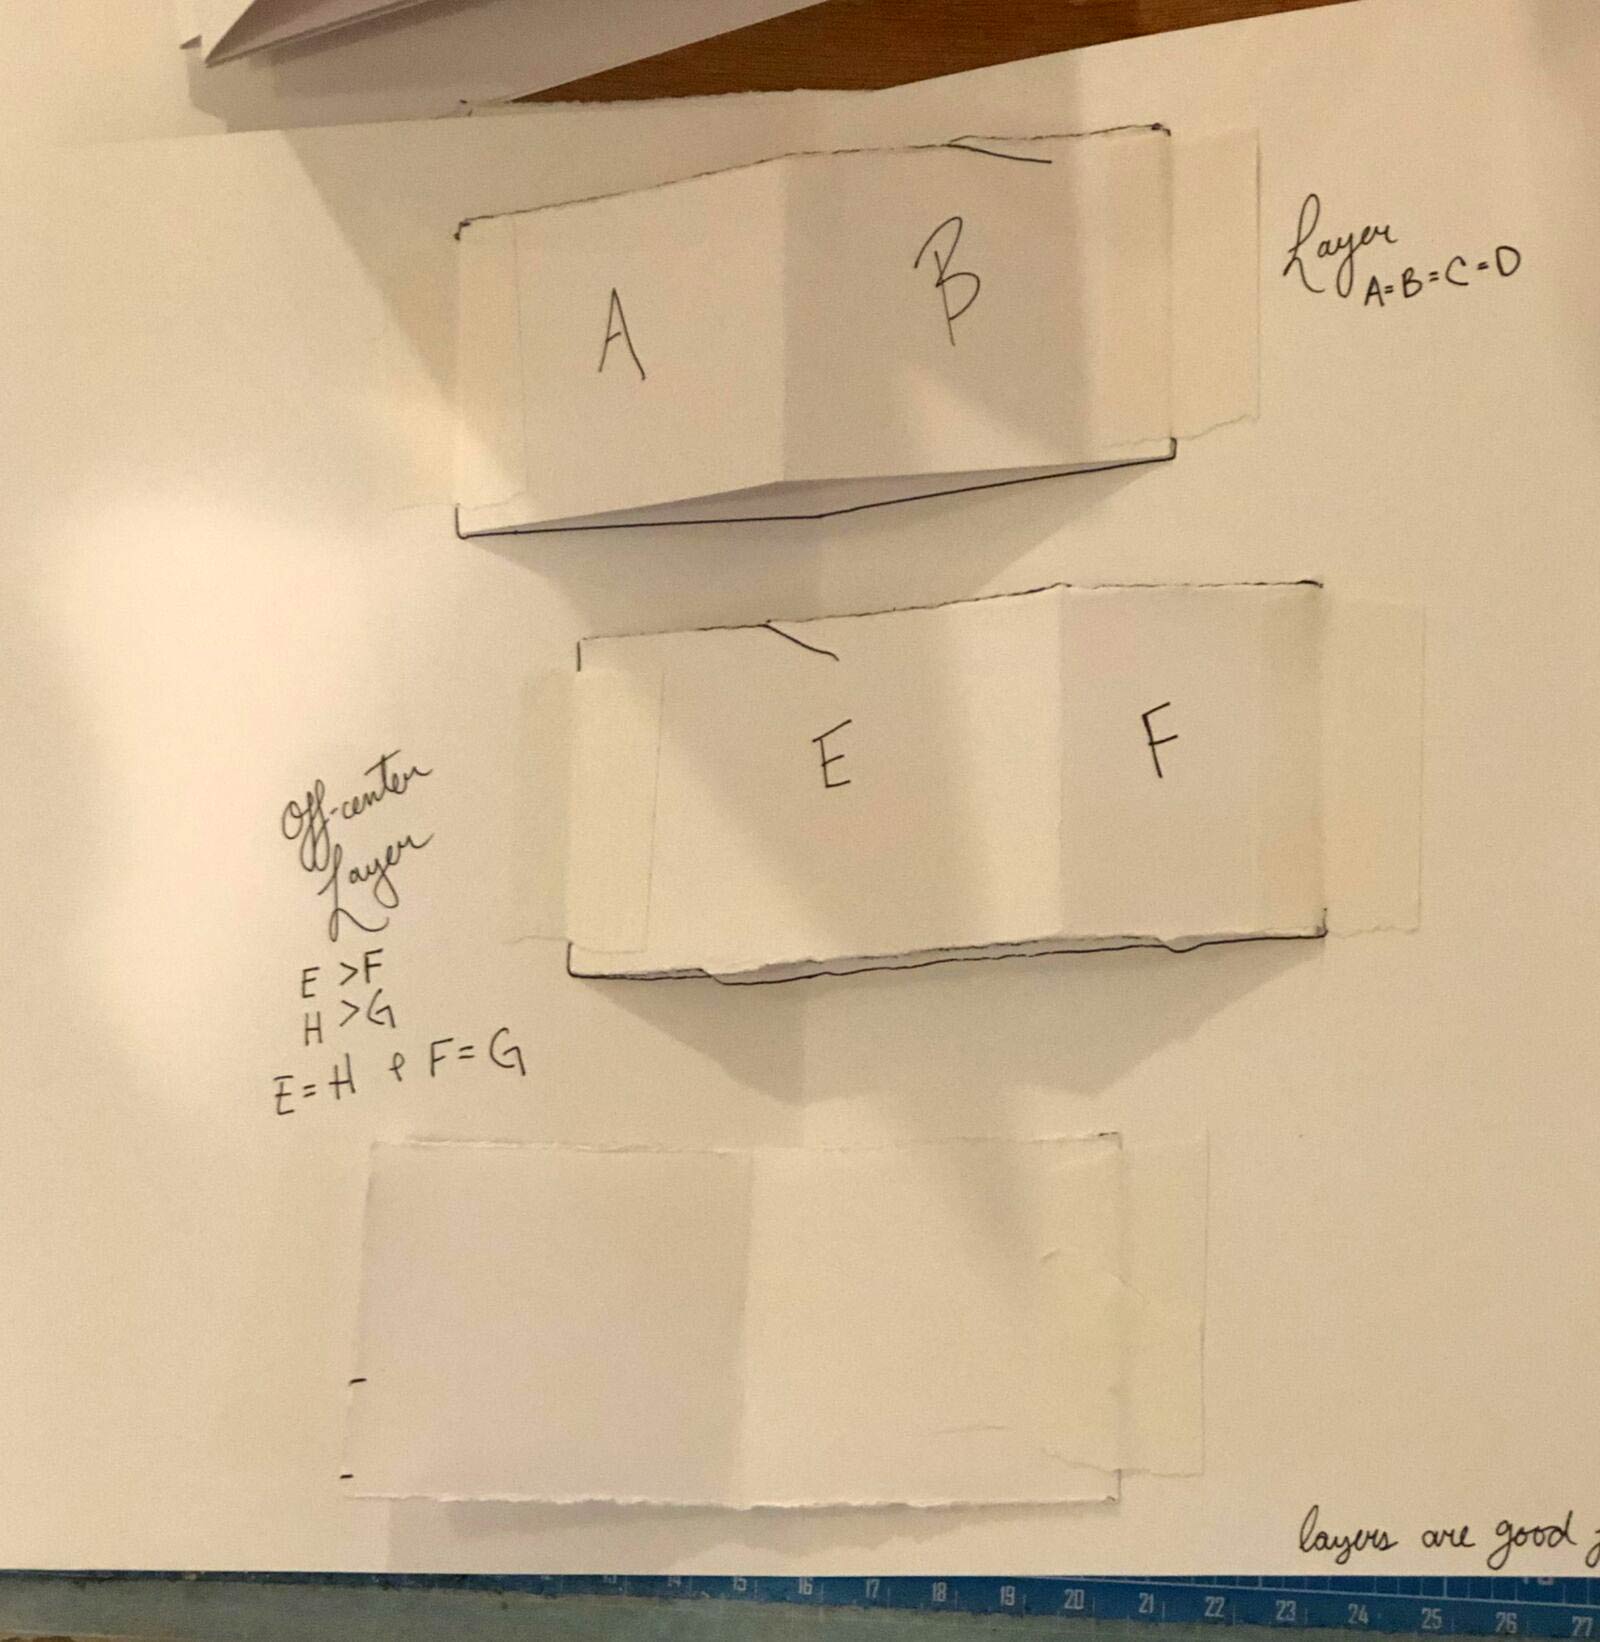 A
B
Layer
A=B=C=D
E
F
Off-center
Layer
E >F
H >G
E=H & F=G
layers are good
15 16 17 18 19 20 21 22 23 24 25 26 27